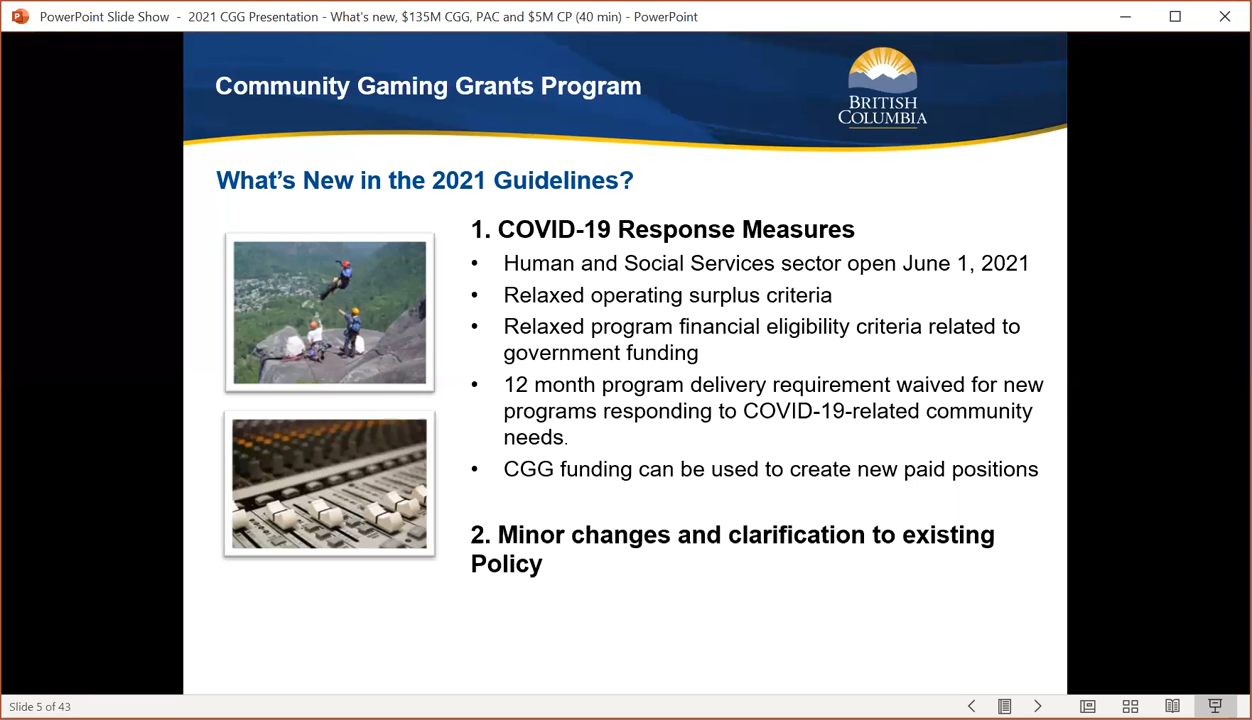 PowerPoint Slide Show - 2021 CGG Presentation - What's new, $135M CGG, PAC and $5M CP (40 min) - PowerPoint
Community Gaming Grants Program
BRITISH
COLUMBIA
What's New in the 2021 Guidelines?
1. COVID-19 Response Measures
• Human and Social Services sector open June 1, 2021
• Relaxed operating surplus criteria
• Relaxed program financial eligibility criteria related to
government funding
• 12 month program delivery requirement waived for new
programs responding to COVID-19-related community
needs.
• CGG funding can be used to create new paid positions
2. Minor changes and clarification to existing
Policy
Slide 5 of 43